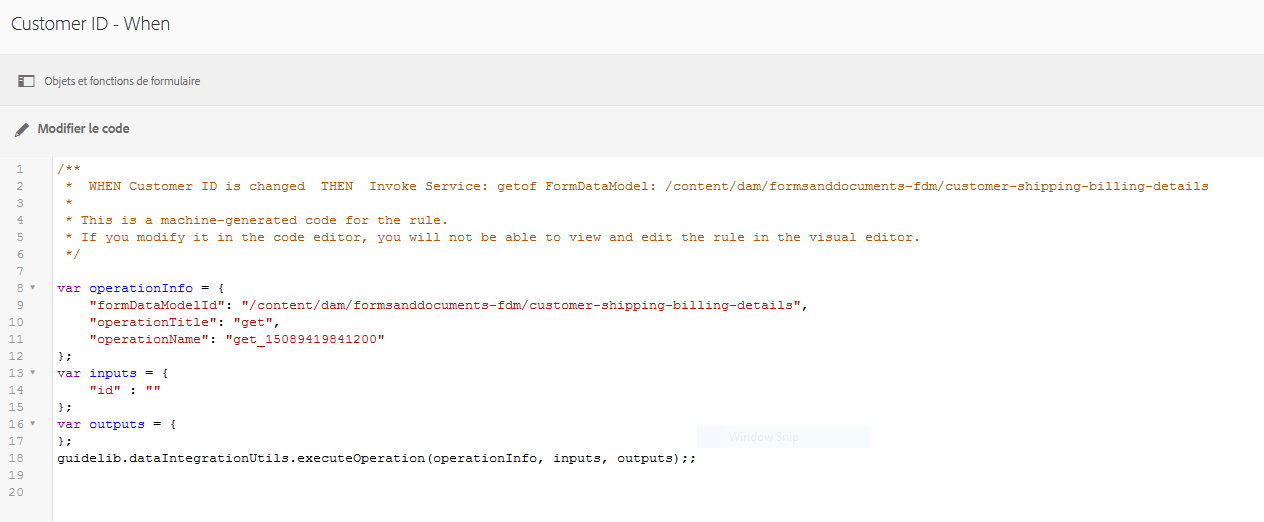 Customer ID - When
Objets et fonctions de formulaire
Modifier le code
1 /**
2 *  WHEN Customer ID is changed  THEN  Invoke Service: getof FormDataModel: /content/dam/formsanddocuments-fdm/customer-shipping-billing-details
3 *
4 * This is a machine-generated code for the rule.
5 * If you modify it in the code editor, you will not be able to view and edit the rule in the visual editor.
6 */
7
8 var operationInfo = {
9 "formDataModelId": "/content/dam/formsanddocuments-fdm/customer-shipping-billing-details",
10 "operationTitle": "get",
11 "operationName": "get_15089419841200"
12 };
13 var inputs = {
14 "id" : ""
15 };
16 var outputs = {
17 };
Window Snip
18 guidelib.dataIntegrationUtils.executeOperation(operationInfo, inputs, outputs);;
19
20